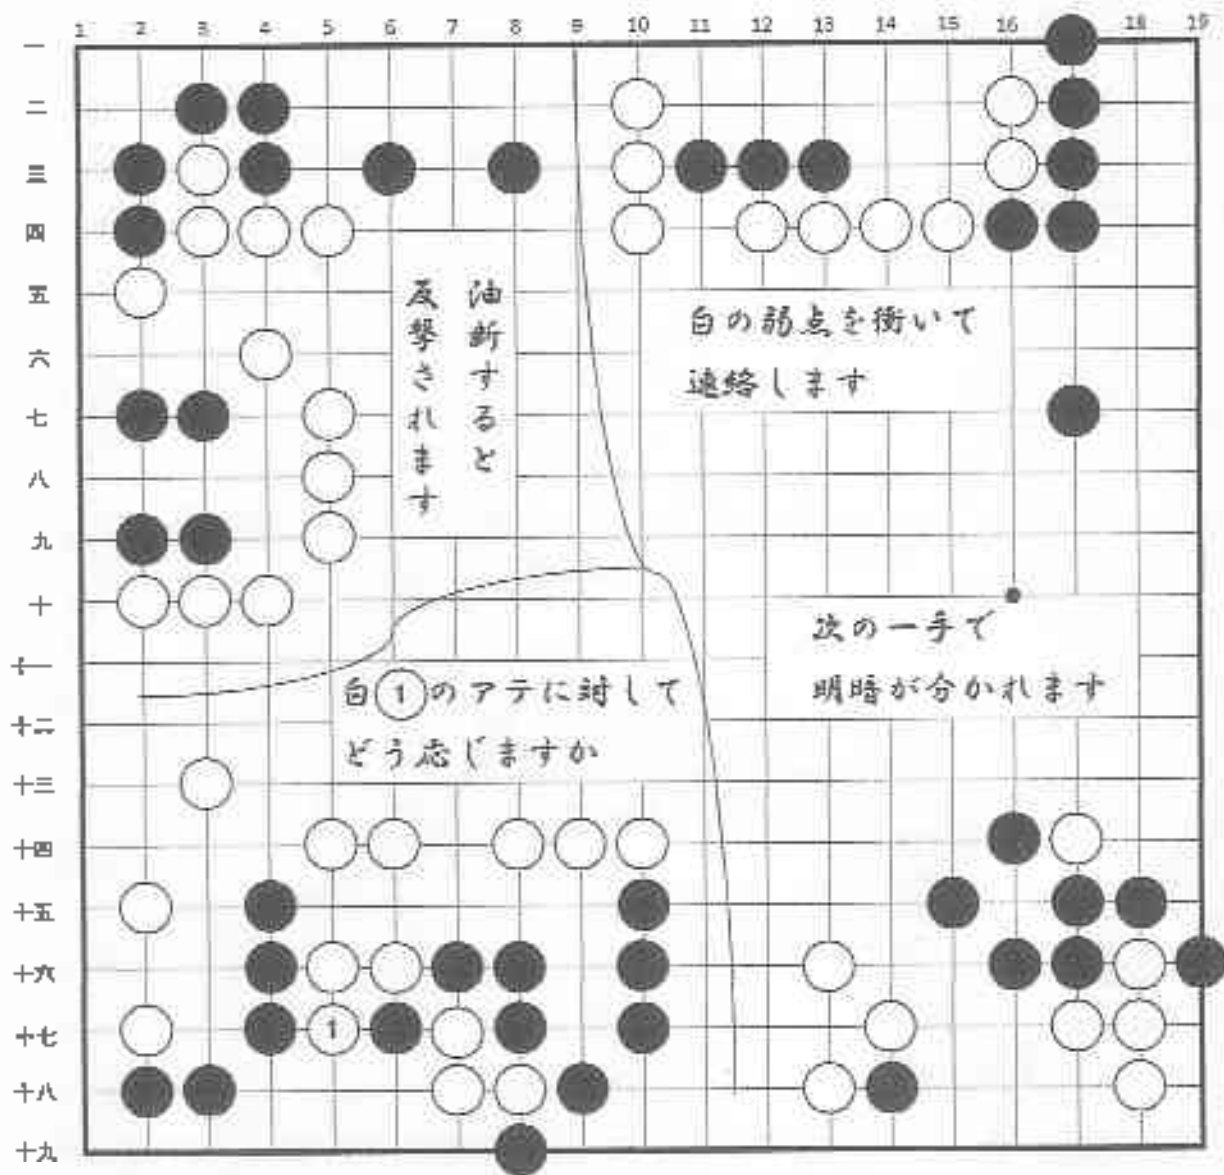 1 2 3 4 5 6 7 8 9 10 11 12 13 14 15 16 17 18 19
一
二
三
四
五
六
七
八
九
十
十一
十二
十三
十四
十五
十六
十七
十八
十九
油断すると
反撃されます
白の弱点を衝いて
連絡します
次の一手で
明暗が分かれます
白①のアテに対して
どう応じますか
1